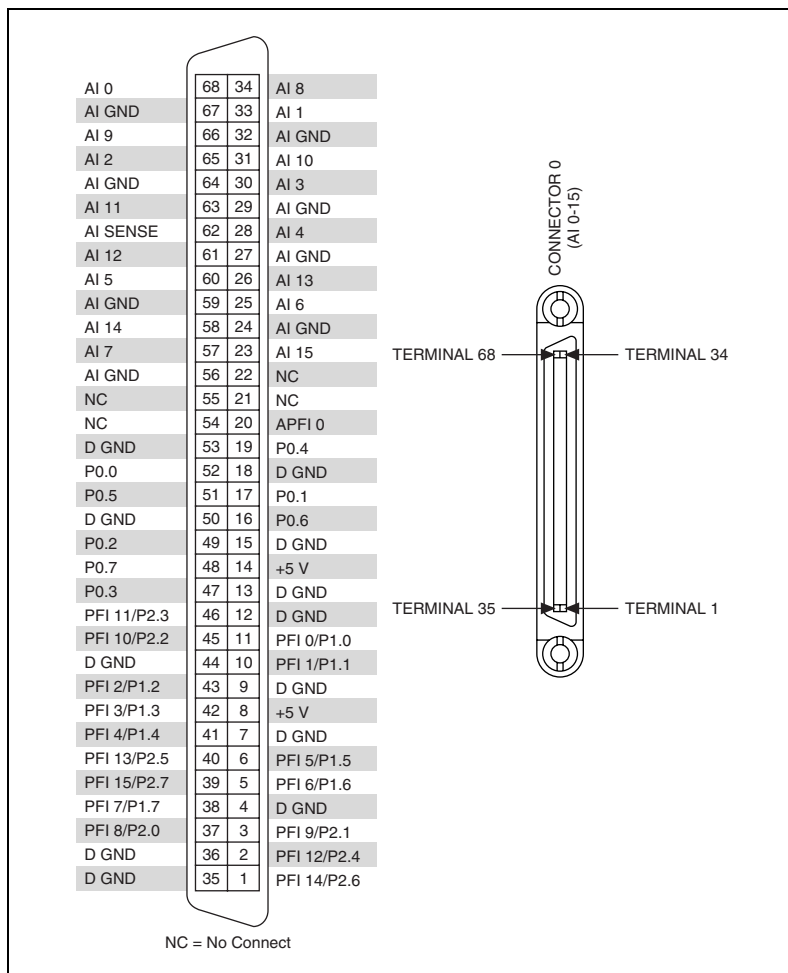 AI 0 68 34 AI 8
AI GND 67 33 AI 1
AI 9 66 32 AI GND
AI 2 65 31 AI 10
AI GND 64 30 AI 3
AI 11 63 29 AI GND
AI SENSE 62 28 AI 4
AI 12 61 27 AI GND
AI 5 60 26 AI 13
AI GND 59 25 AI 6
AI 14 58 24 AI GND
AI 7 57 23 AI 15
AI GND 56 22 NC
NC 55 21 NC
NC 54 20 APFI 0
D GND 53 19 P0.4
P0.0 52 18 D GND
P0.5 51 17 P0.1
D GND 50 16 P0.6
P0.2 49 15 D GND
P0.7 48 14 +5 V
P0.3 47 13 D GND
PFI 11/P2.3 46 12 D GND
PFI 10/P2.2 45 11 PFI 0/P1.0
D GND 44 10 PFI 1/P1.1
PFI 2/P1.2 43 9 D GND
PFI 3/P1.3 42 8 +5 V
PFI 4/P1.4 41 7 D GND
PFI 13/P2.5 40 6 PFI 5/P1.5
PFI 15/P2.7 39 5 PFI 6/P1.6
PFI 7/P1.7 38 4 D GND
PFI 8/P2.0 37 3 PFI 9/P2.1
D GND 36 2 PFI 12/P2.4
D GND 35 1 PFI 14/P2.6
NC = No Connect
CONNECTOR 0
(AI 0-15)
TERMINAL 68 TERMINAL 34
TERMINAL 35 TERMINAL 1